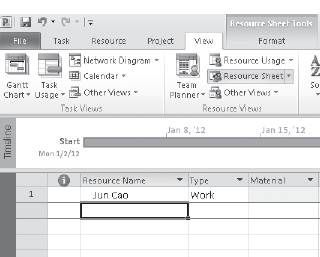 Resource Sheet Tools
File Task Resource Project View Format
Gantt Chart Task Usage Network Diagram Calendar Other Views Team Planner Resource Usage Resource Sheet Other Views
Task Views Resource Views
Timeline
Jan 8, '12 Jan 15, '12
Start
Mon 1/2/12
Resource Name Type Material
1 Jun Cao Work